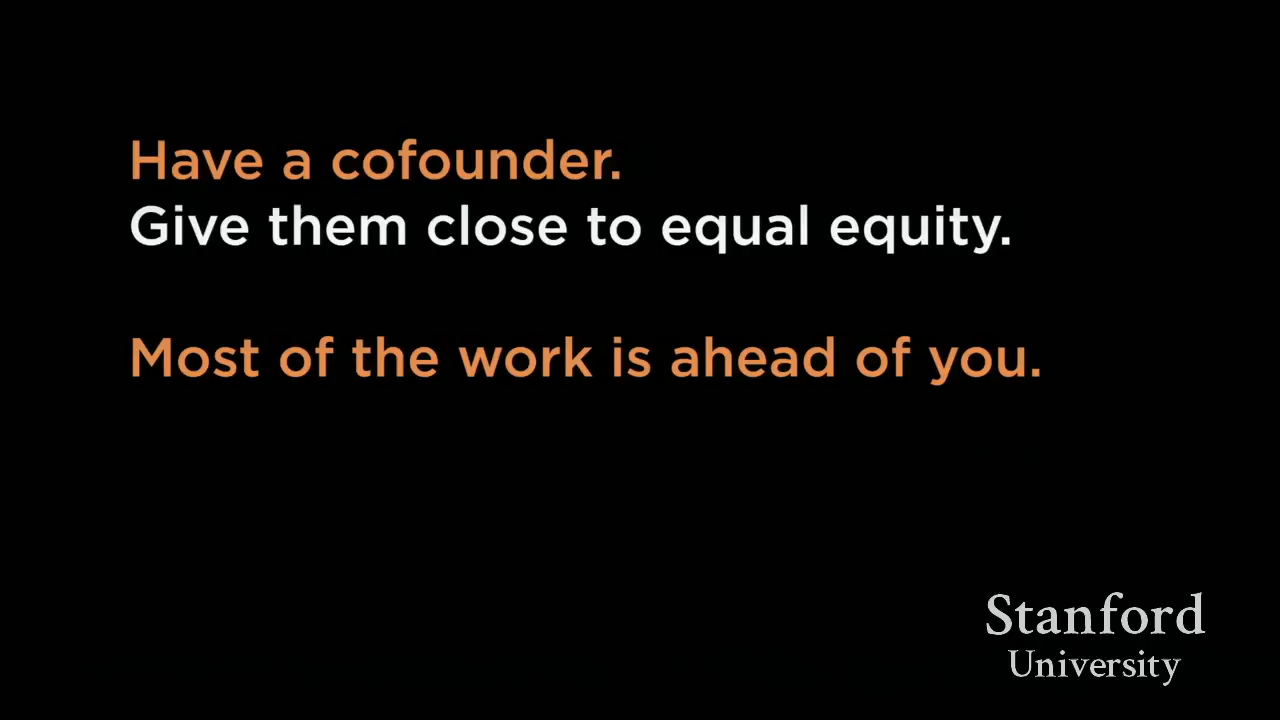 Have a cofounder.
Give them close to equal equity.
Most of the work is ahead of you.
Stanford
University